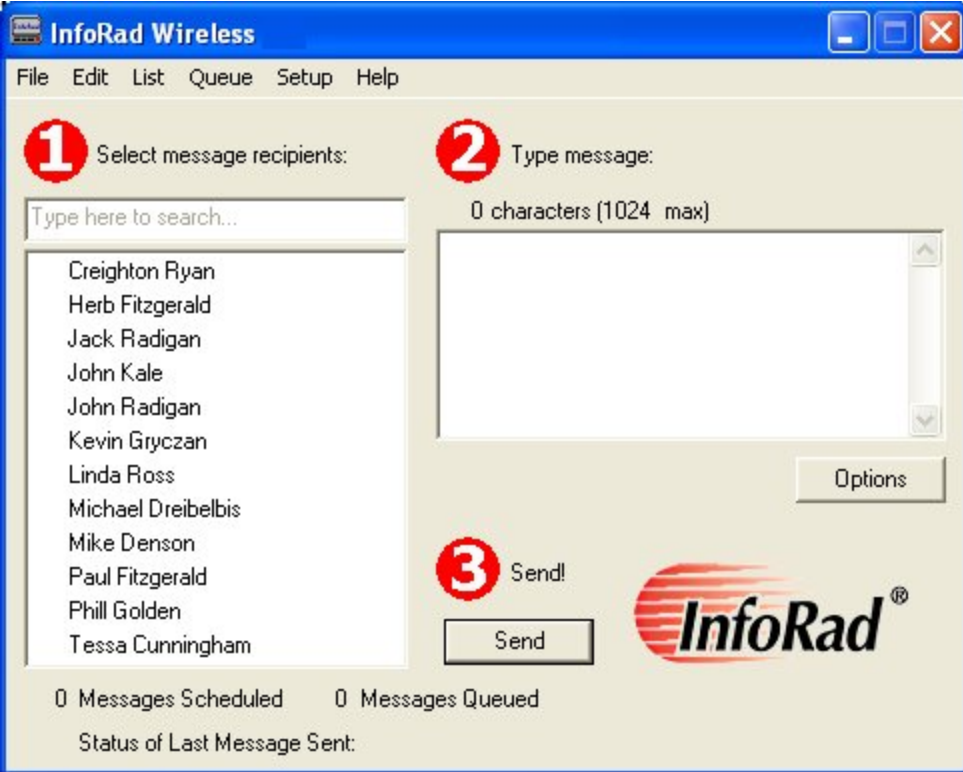 InfoRad Wireless
File Edit List Queue Setup Help
1 Select message recipients:
Type here to search...
Creighton Ryan
Herb Fitzgerald
Jack Radigan
John Kale
John Radigan
Kevin Gryczan
Linda Ross
Michael Dreibelbis
Mike Denson
Paul Fitzgerald
Phill Golden
Tessa Cunningham
2 Type message:
0 characters (1024 max)
Options
3 Send!
Send
InfoRad®
0 Messages Scheduled 0 Messages Queued
Status of Last Message Sent: